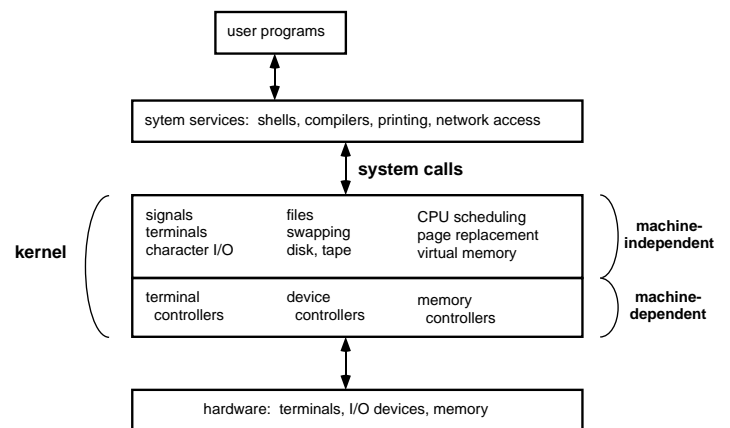 user programs
sytem services: shells, compilers, printing, network access
system calls
kernel
signals
terminals
character I/O
files
swapping
disk, tape
CPU scheduling
page replacement
virtual memory
machine-
independent
terminal
controllers
device
controllers
memory
controllers
machine-
dependent
hardware: terminals, I/O devices, memory